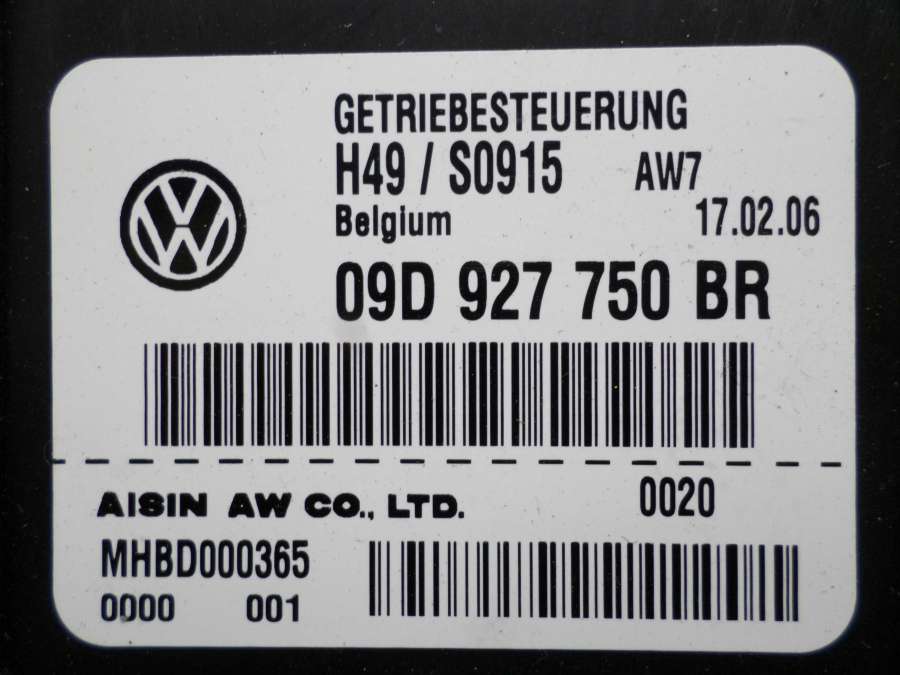 GETRIEBESTEUERUNG
H49 / S0915 AW7
Belgium 17.02.06
09D 927 750 BR
AISIN AW CO., LTD. 0020
MHBD000365
0000 001